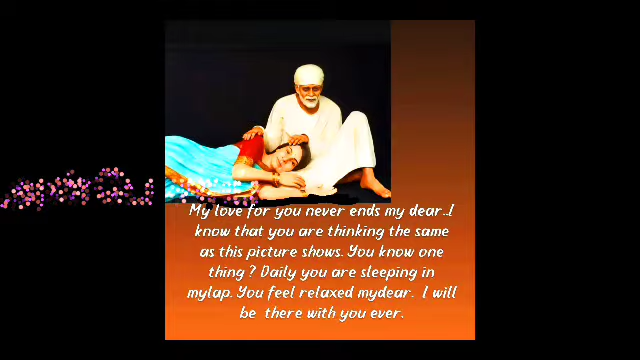 My love for you never ends my dear..I
know that you are thinking the same
as this picture shows. You know one
thing ? Daily you are sleeping in
mylap. You feel relaxed mydear. I will
be there with you ever.